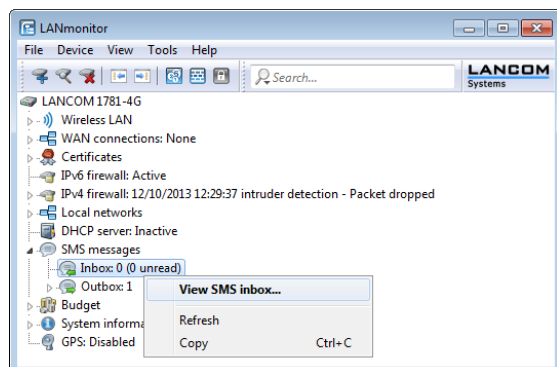 LANmonitor
File Device View Tools Help
Search...
LANCOM
Systems
LANCOM 1781-4G
Wireless LAN
WAN connections: None
Certificates
IPv6 firewall: Active
IPv4 firewall: 12/10/2013 12:29:37 intruder detection - Packet dropped
Local networks
DHCP server: Inactive
SMS messages
Inbox: 0 (0 unread)
Outbox: 1
View SMS inbox...
Budget
System informa
Refresh
GPS: Disabled
Copy Ctrl+C